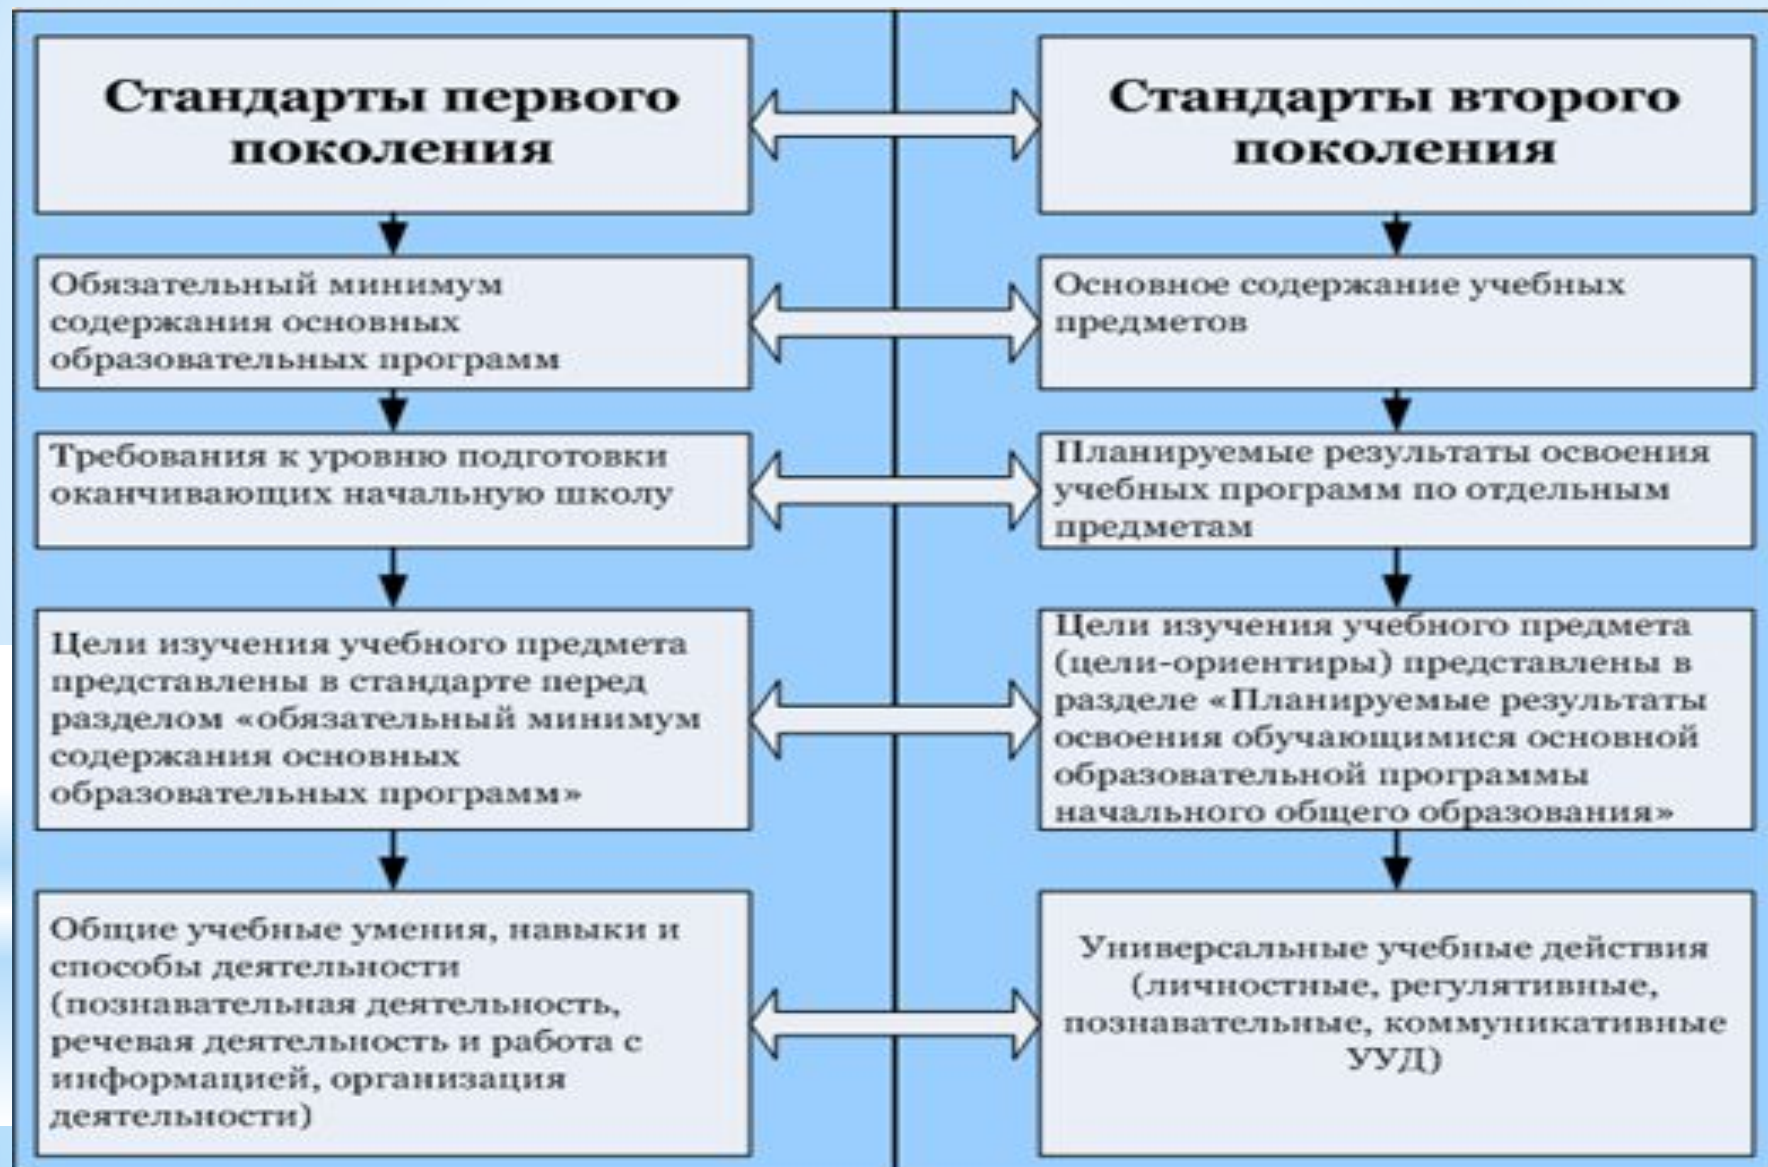 Стандарты первого
поколения
Стандарты второго
поколения
Обязательный минимум
содержания основных
образовательных программ
Основное содержание учебных
предметов
Требования к уровню подготовки
оканчивающих начальную школу
Планируемые результаты освоения
учебных программ по отдельным
предметам
Цели изучения учебного предмета
представлены в стандарте перед
разделом «обязательный минимум
содержания основных
образовательных программ»
Цели изучения учебного предмета
(цели-ориентиры) представлены в
разделе «Планируемые результаты
освоения обучающимися основной
образовательной программы
начального общего образования»
Общие учебные умения, навыки и
способы деятельности
(познавательная деятельность,
речевая деятельность и работа с
информацией, организация
деятельности)
Универсальные учебные действия
(личностные, регулятивные,
познавательные, коммуникативные
УУД)